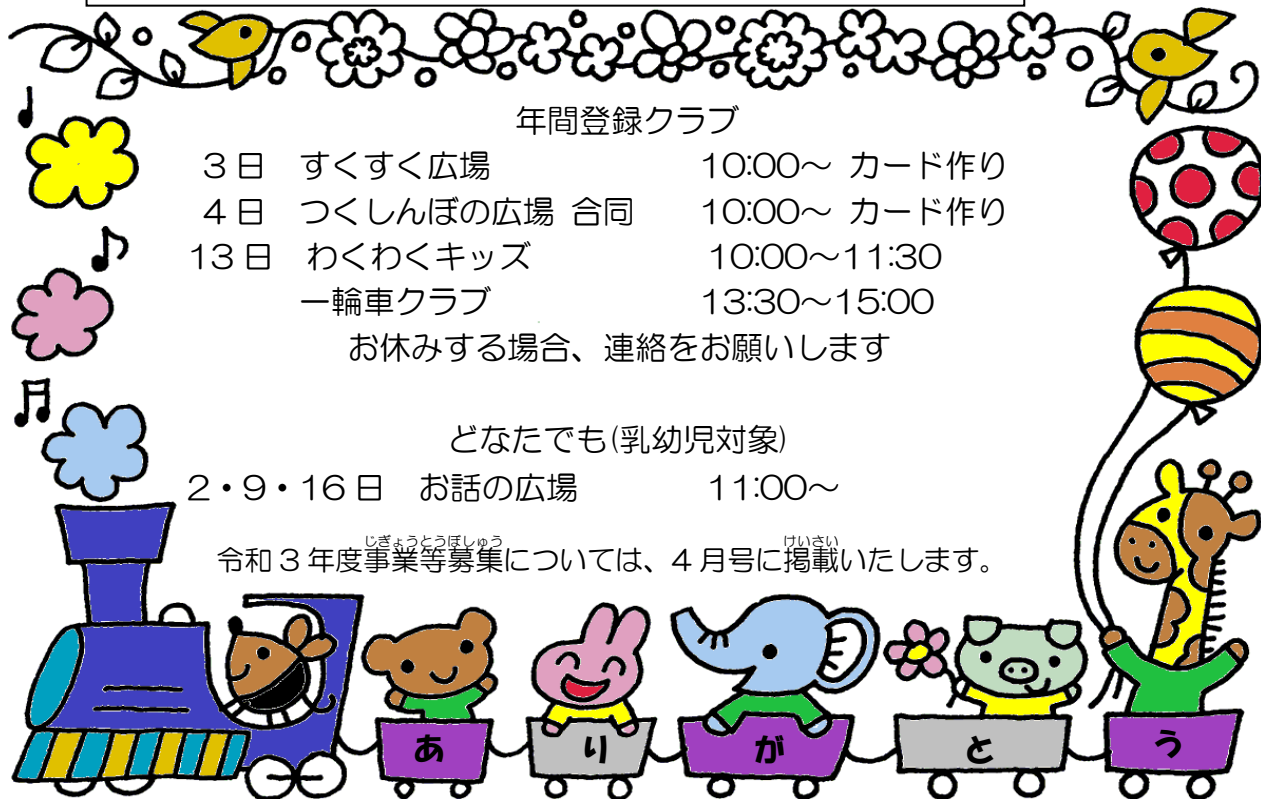 年間登録クラブ
3日 すくすく広場 10:00～ カード作り
4日 つくしんぼの広場 合同 10:00～ カード作り
13日 わくわくキッズ 10:00～11:30
一輪車クラブ 13:30～15:00
お休みする場合、連絡をお願いします
どなたでも(乳幼児対象)
2・9・16日 お話の広場 11:00～
じぎょうとうぼしゅう けいさい
令和3年度事業等募集については、4月号に掲載いたします。
あ り が と う